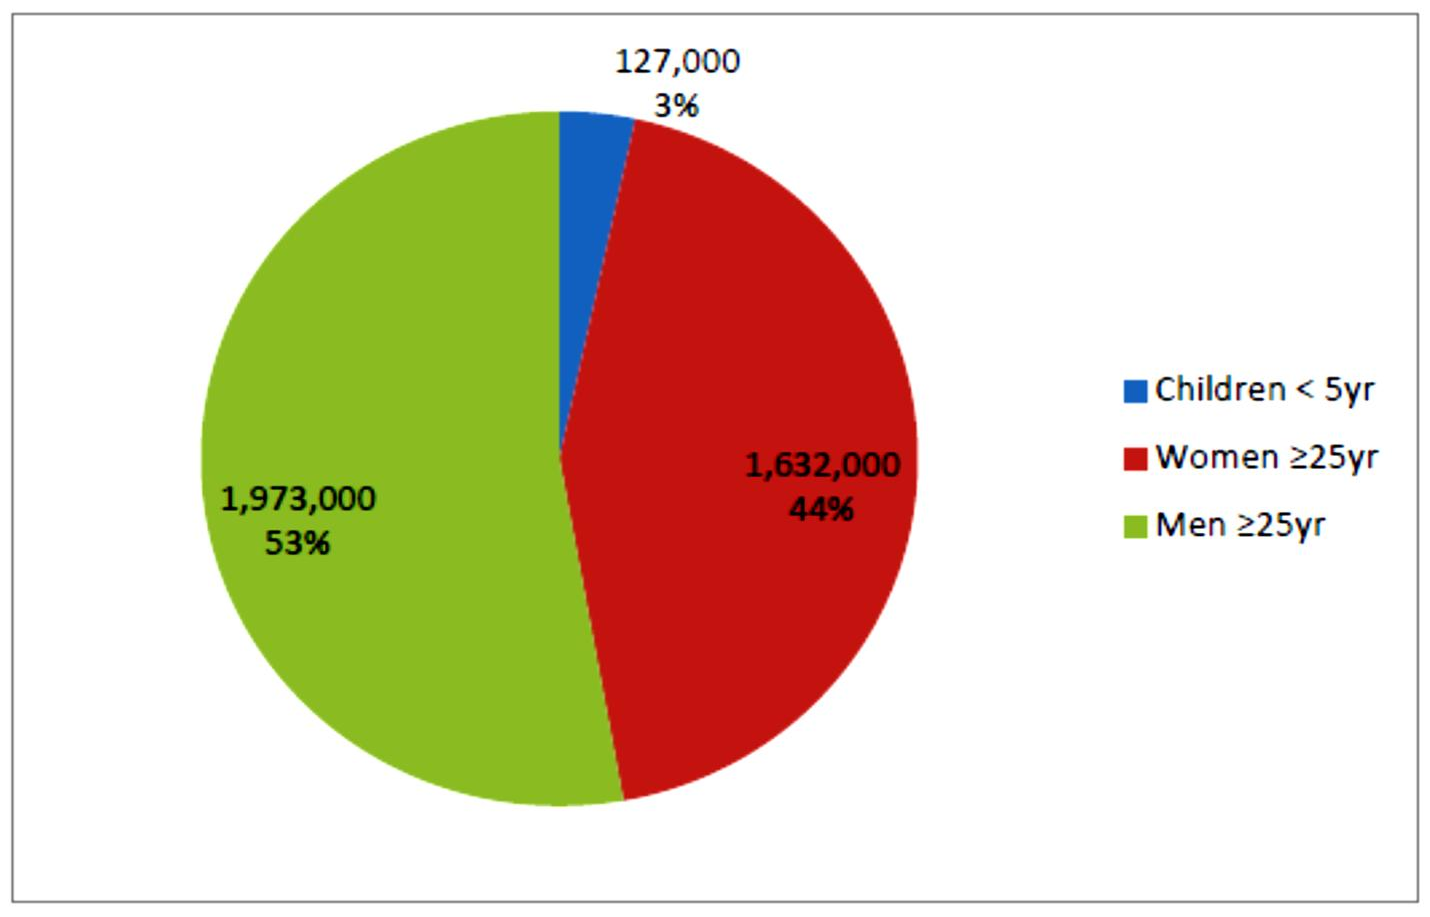 127,000
3%
1,632,000
44%
1,973,000
53%
Children < 5yr
Women ≥25yr
Men ≥25yr